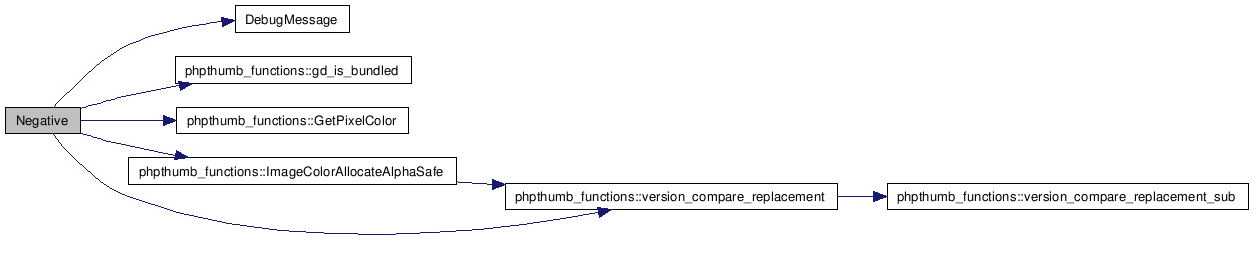 DebugMessage
phpthumb_functions::gd_is_bundled
Negative
phpthumb_functions::GetPixelColor
phpthumb_functions::ImageColorAllocateAlphaSafe
phpthumb_functions::version_compare_replacement
phpthumb_functions::version_compare_replacement_sub